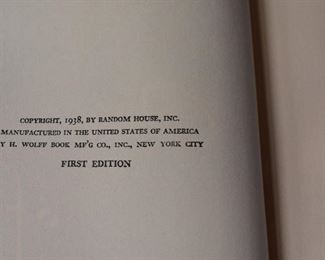 COPYRIGHT, 1938, BY RANDOM HOUSE, INC.
MANUFACTURED IN THE UNITED STATES OF AMERICA
Y H. WOLFF BOOK MF'G CO., INC., NEW YORK CITY
FIRST EDITION